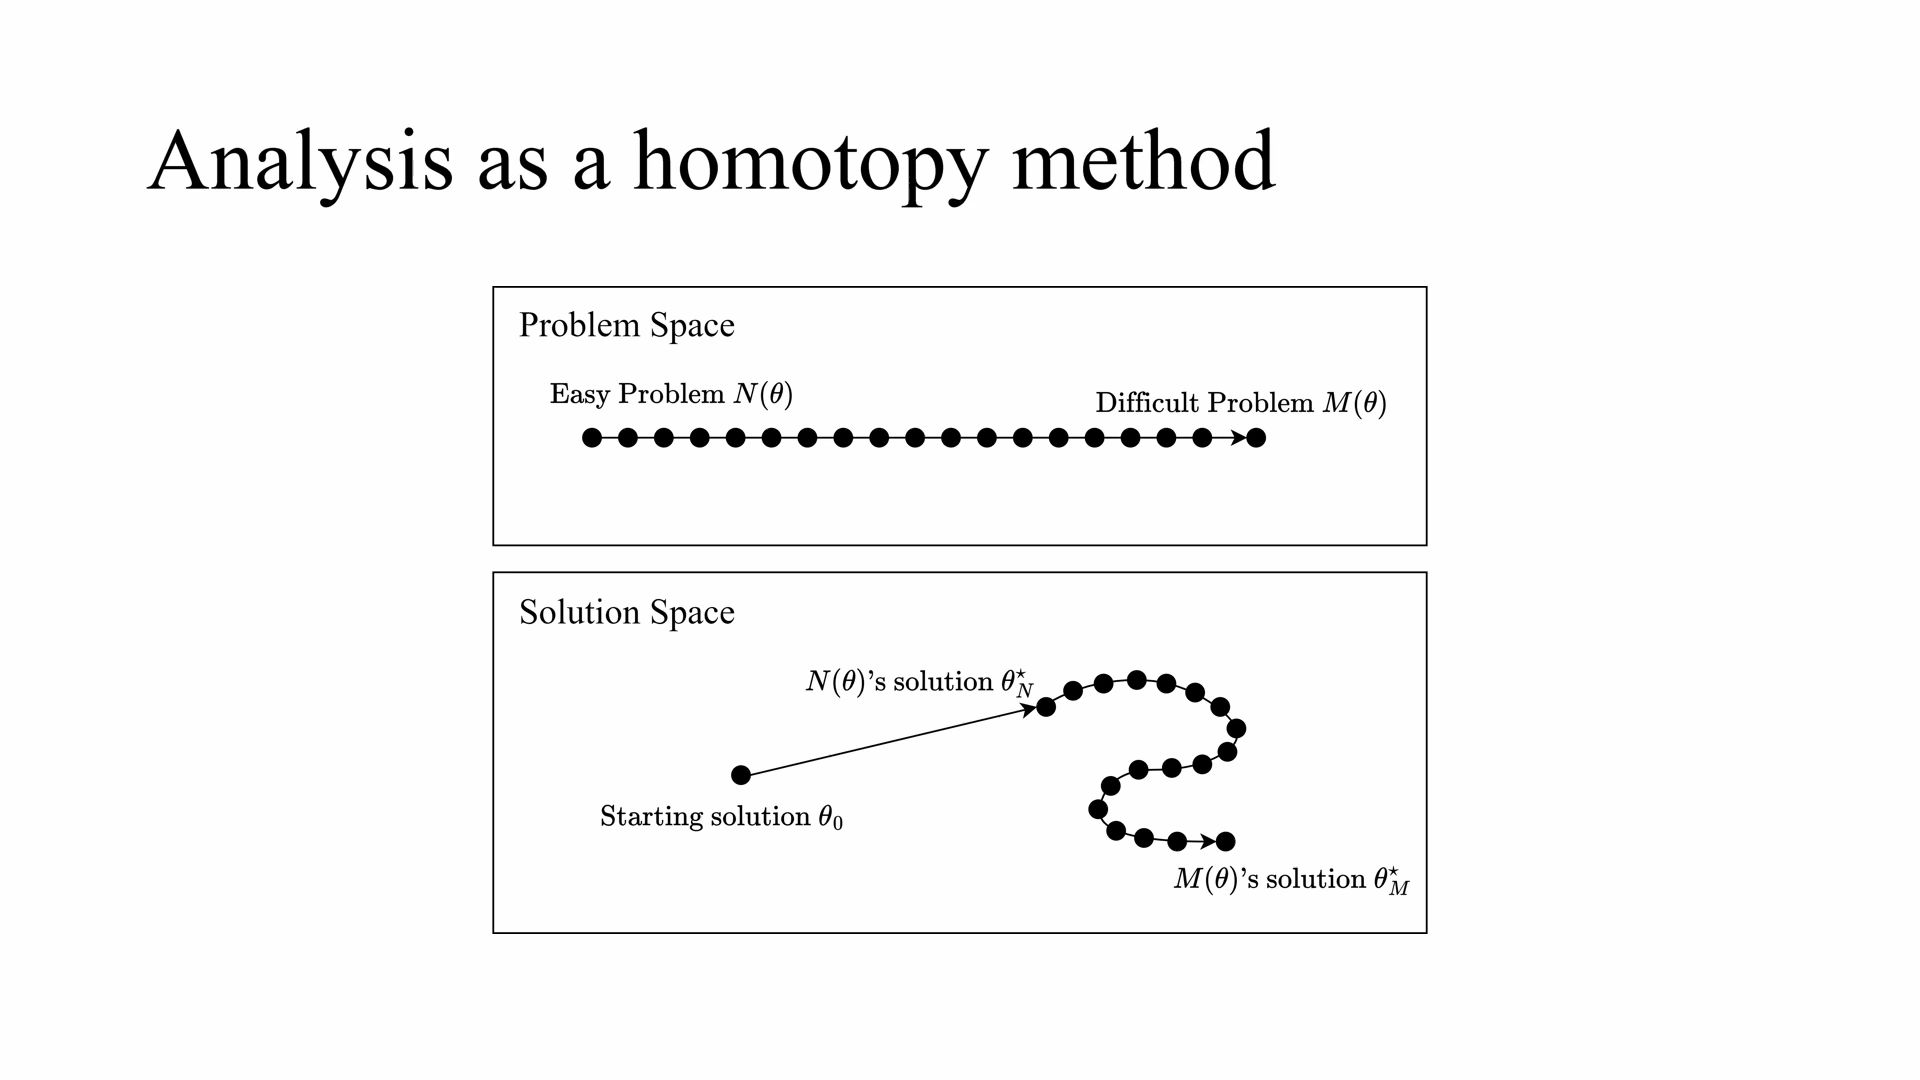 Analysis as a homotopy method
Problem Space
Easy Problem N(θ)
Difficult Problem M(θ)
Solution Space
N(θ)’s solution θ⋆N
Starting solution θ0
M(θ)’s solution θ⋆M